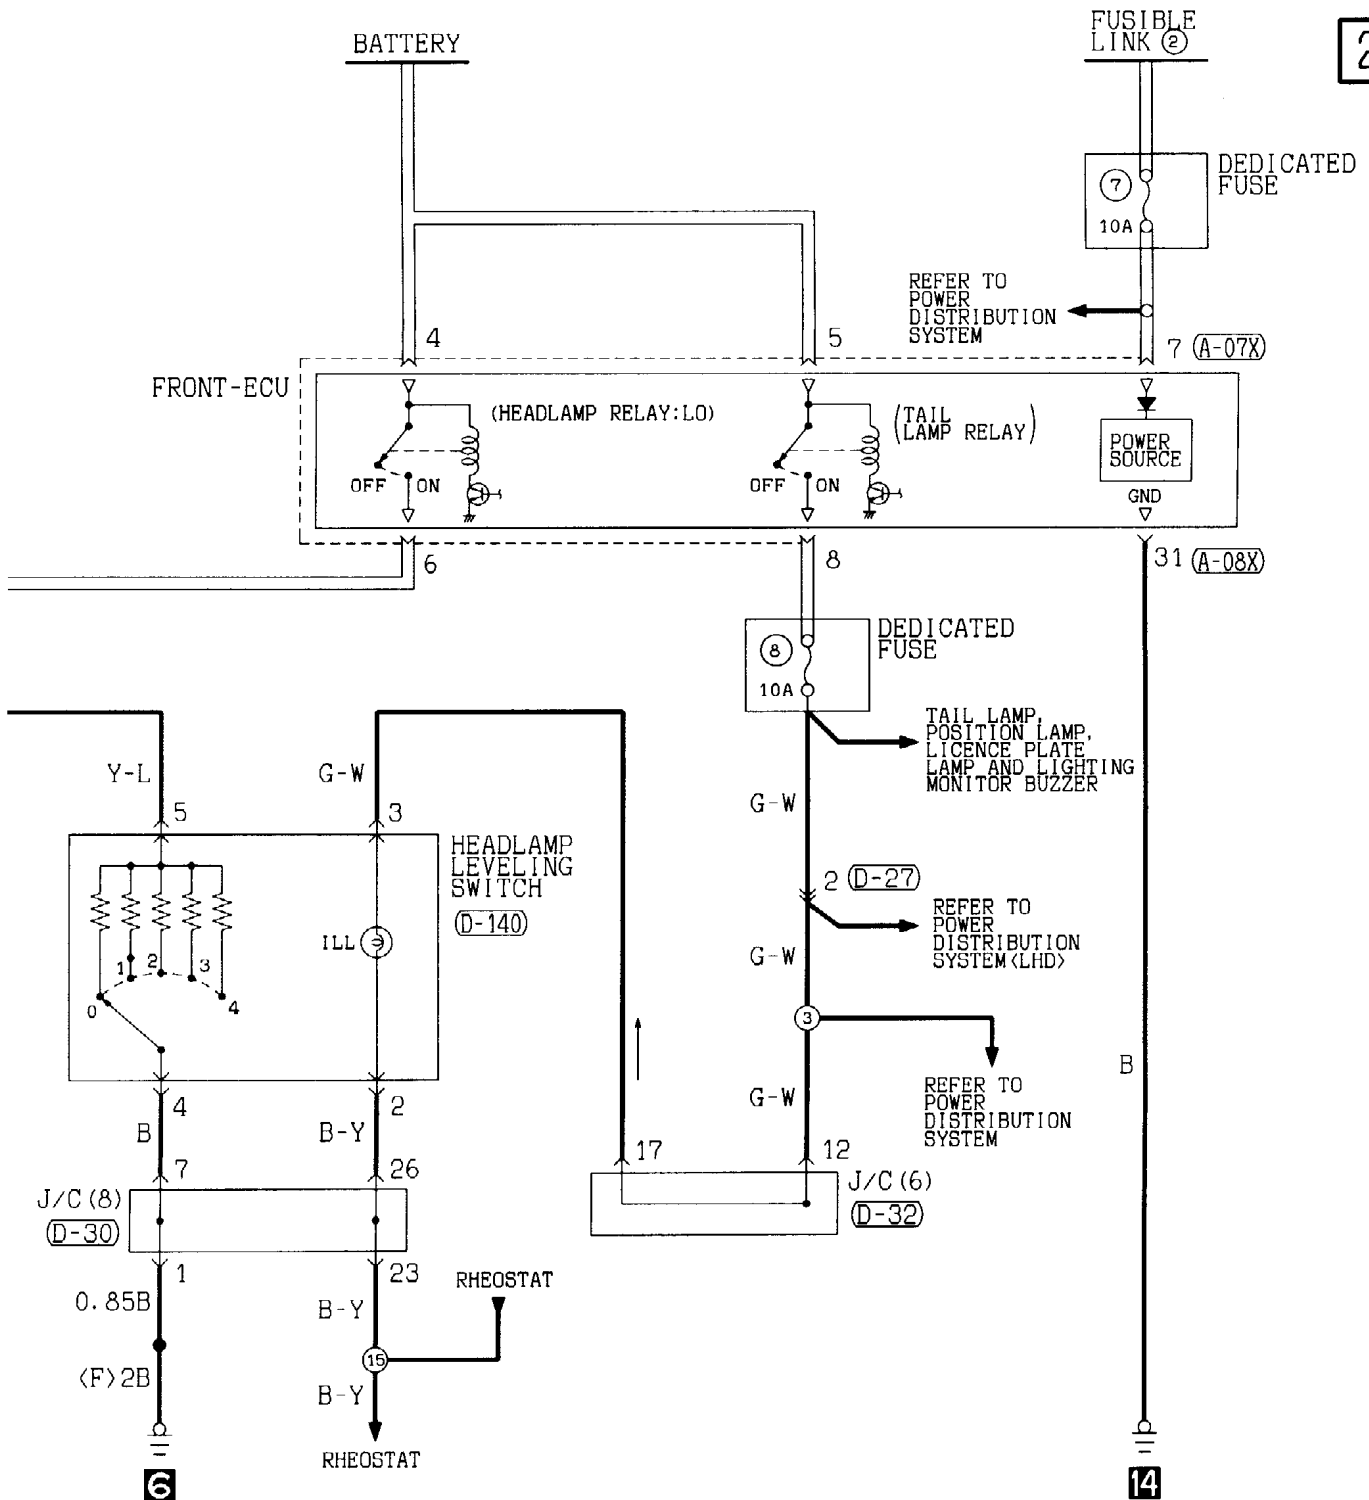 BATTERY
FUSIBLE
LINK ②
2
DEDICATED
FUSE
7
10A
REFER TO
POWER
DISTRIBUTION
SYSTEM
4
5
7 (A-07X)
FRONT-ECU
(HEADLAMP RELAY:LO)
(TAIL
LAMP RELAY)
POWER
SOURCE
OFF ON
OFF ON
GND
6
8
31 (A-08X)
DEDICATED
FUSE
8
10A
TAIL LAMP,
POSITION LAMP,
LICENCE PLATE
LAMP AND LIGHTING
MONITOR BUZZER
Y-L
G-W
G-W
5
3
HEADLAMP
LEVELING
SWITCH
(D-140)
2 (D-27)
REFER TO
POWER
DISTRIBUTION
SYSTEM<LHD>
ILL
G-W
0
1
2
3
4
3
B
REFER TO
POWER
DISTRIBUTION
SYSTEM
G-W
4
2
B
B-Y
7
26
17
12
J/C(8)
(D-30)
J/C(6)
(D-32)
1
23
RHEOSTAT
0.85B
B-Y
15
<F>2B
B-Y
RHEOSTAT
6
14